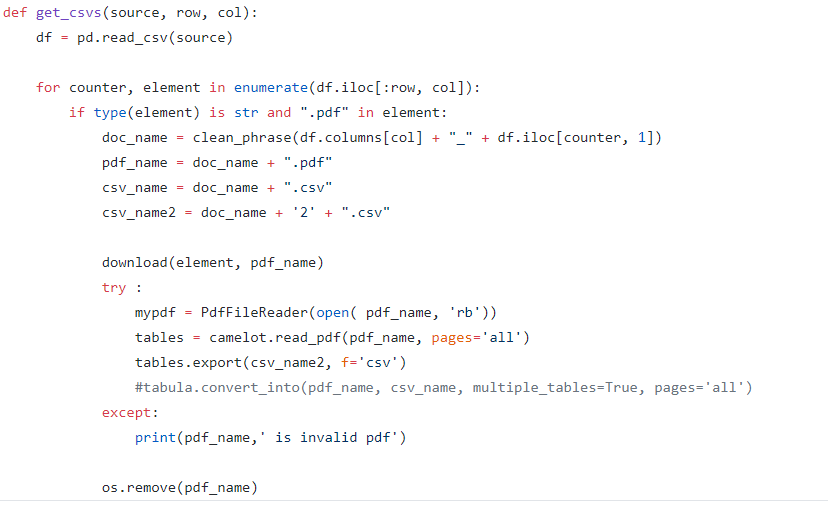 def get_csvs(source, row, col):
    df = pd.read_csv(source)

    for counter, element in enumerate(df.iloc[:row, col]):
        if type(element) is str and ".pdf" in element:
            doc_name = clean_phrase(df.columns[col] + "_" + df.iloc[counter, 1])
            pdf_name = doc_name + ".pdf"
            csv_name = doc_name + ".csv"
            csv_name2 = doc_name + '2' + ".csv"

            download(element, pdf_name)
            try :
                mypdf = PdfFileReader(open( pdf_name, 'rb'))
                tables = camelot.read_pdf(pdf_name, pages='all')
                tables.export(csv_name2, f='csv')
                #tabula.convert_into(pdf_name, csv_name, multiple_tables=True, pages='all')
            except:
                print(pdf_name,' is invalid pdf')

            os.remove(pdf_name)